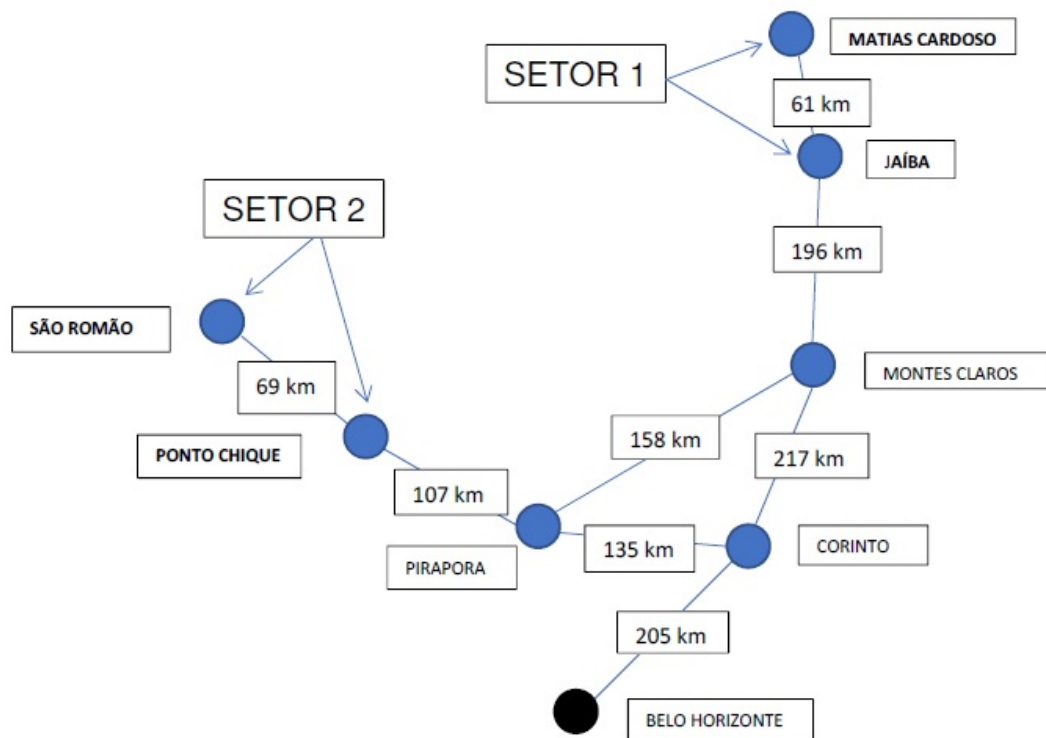 MATIAS CARDOSO
SETOR 1
61 km
JAÍBA
SETOR 2
196 km
SÃO ROMÃO
69 km
MONTES CLAROS
158 km
PONTO CHIQUE
217 km
107 km
PIRAPORA
135 km
CORINTO
205 km
BELO HORIZONTE